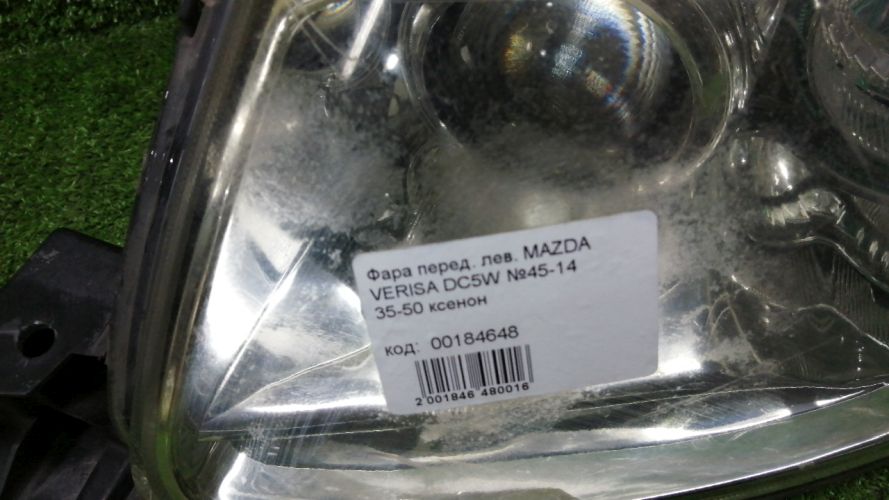 Фара перед. лев. MAZDA
VERISA DC5W №45-14
35-50 ксенон
код: 00184648
2 001846 480016